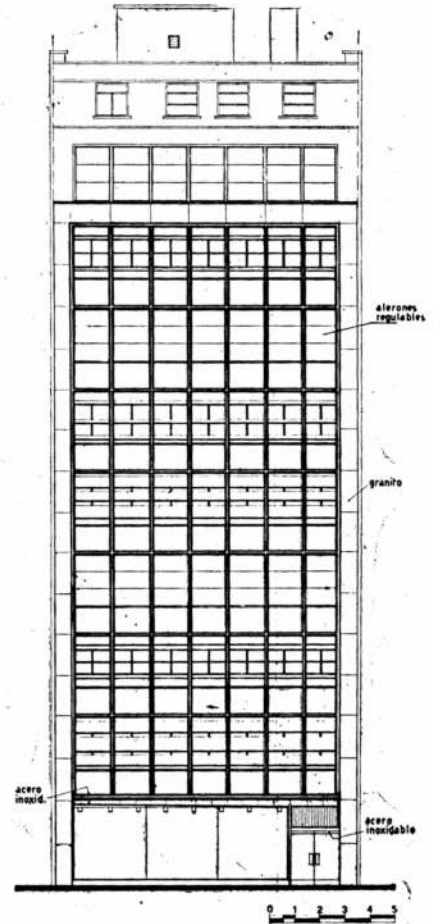 alerones
regulables
granito
acero
inoxid.
acero
inoxidable
0 1 2 3 4 5